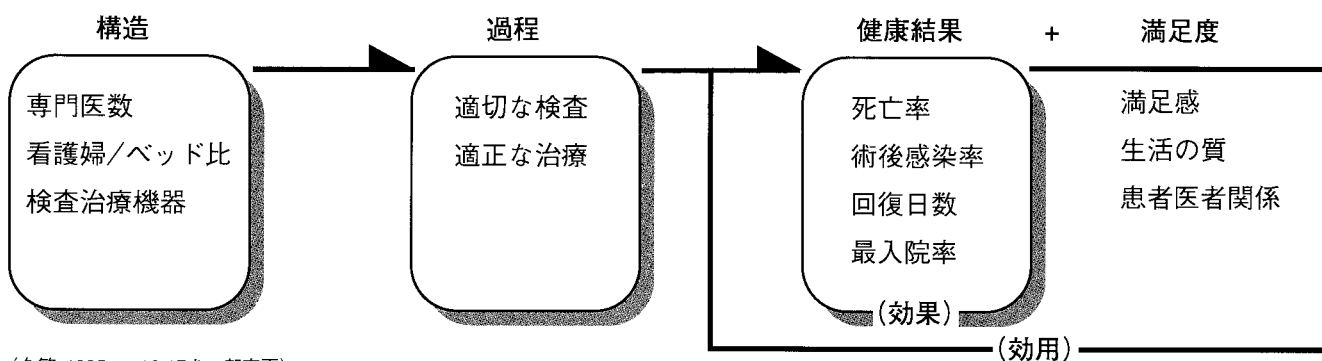 構造
専門医数
看護婦/ベッド比
検査治療機器
過程
適切な検査
適正な治療
健康結果 + 満足度
死亡率
術後感染率
回復日数
最入院率
(効果)
満足感
生活の質
患者医者関係
(効用)